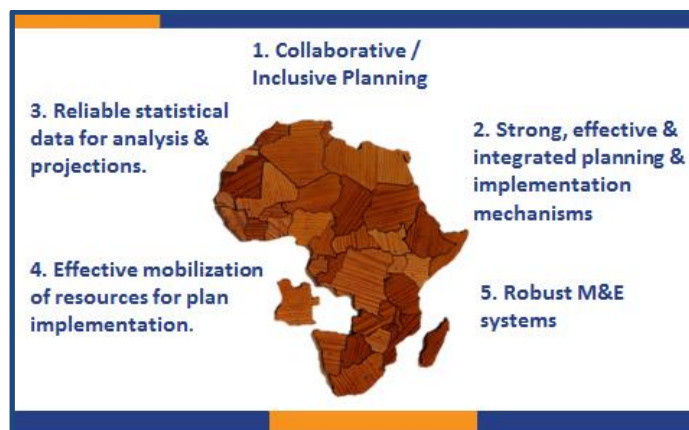 1. Collaborative /
Inclusive Planning
2. Strong, effective &
integrated planning &
implementation
mechanisms
3. Reliable statistical
data for analysis &
projections.
4. Effective mobilization
of resources for plan
implementation.
5. Robust M&E
systems